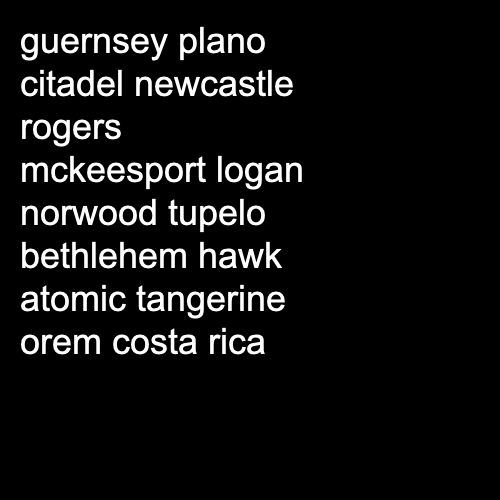 guernsey plano
citadel newcastle
rogers
mckeesport logan
norwood tupelo
bethlehem hawk
atomic tangerine
orem costa rica